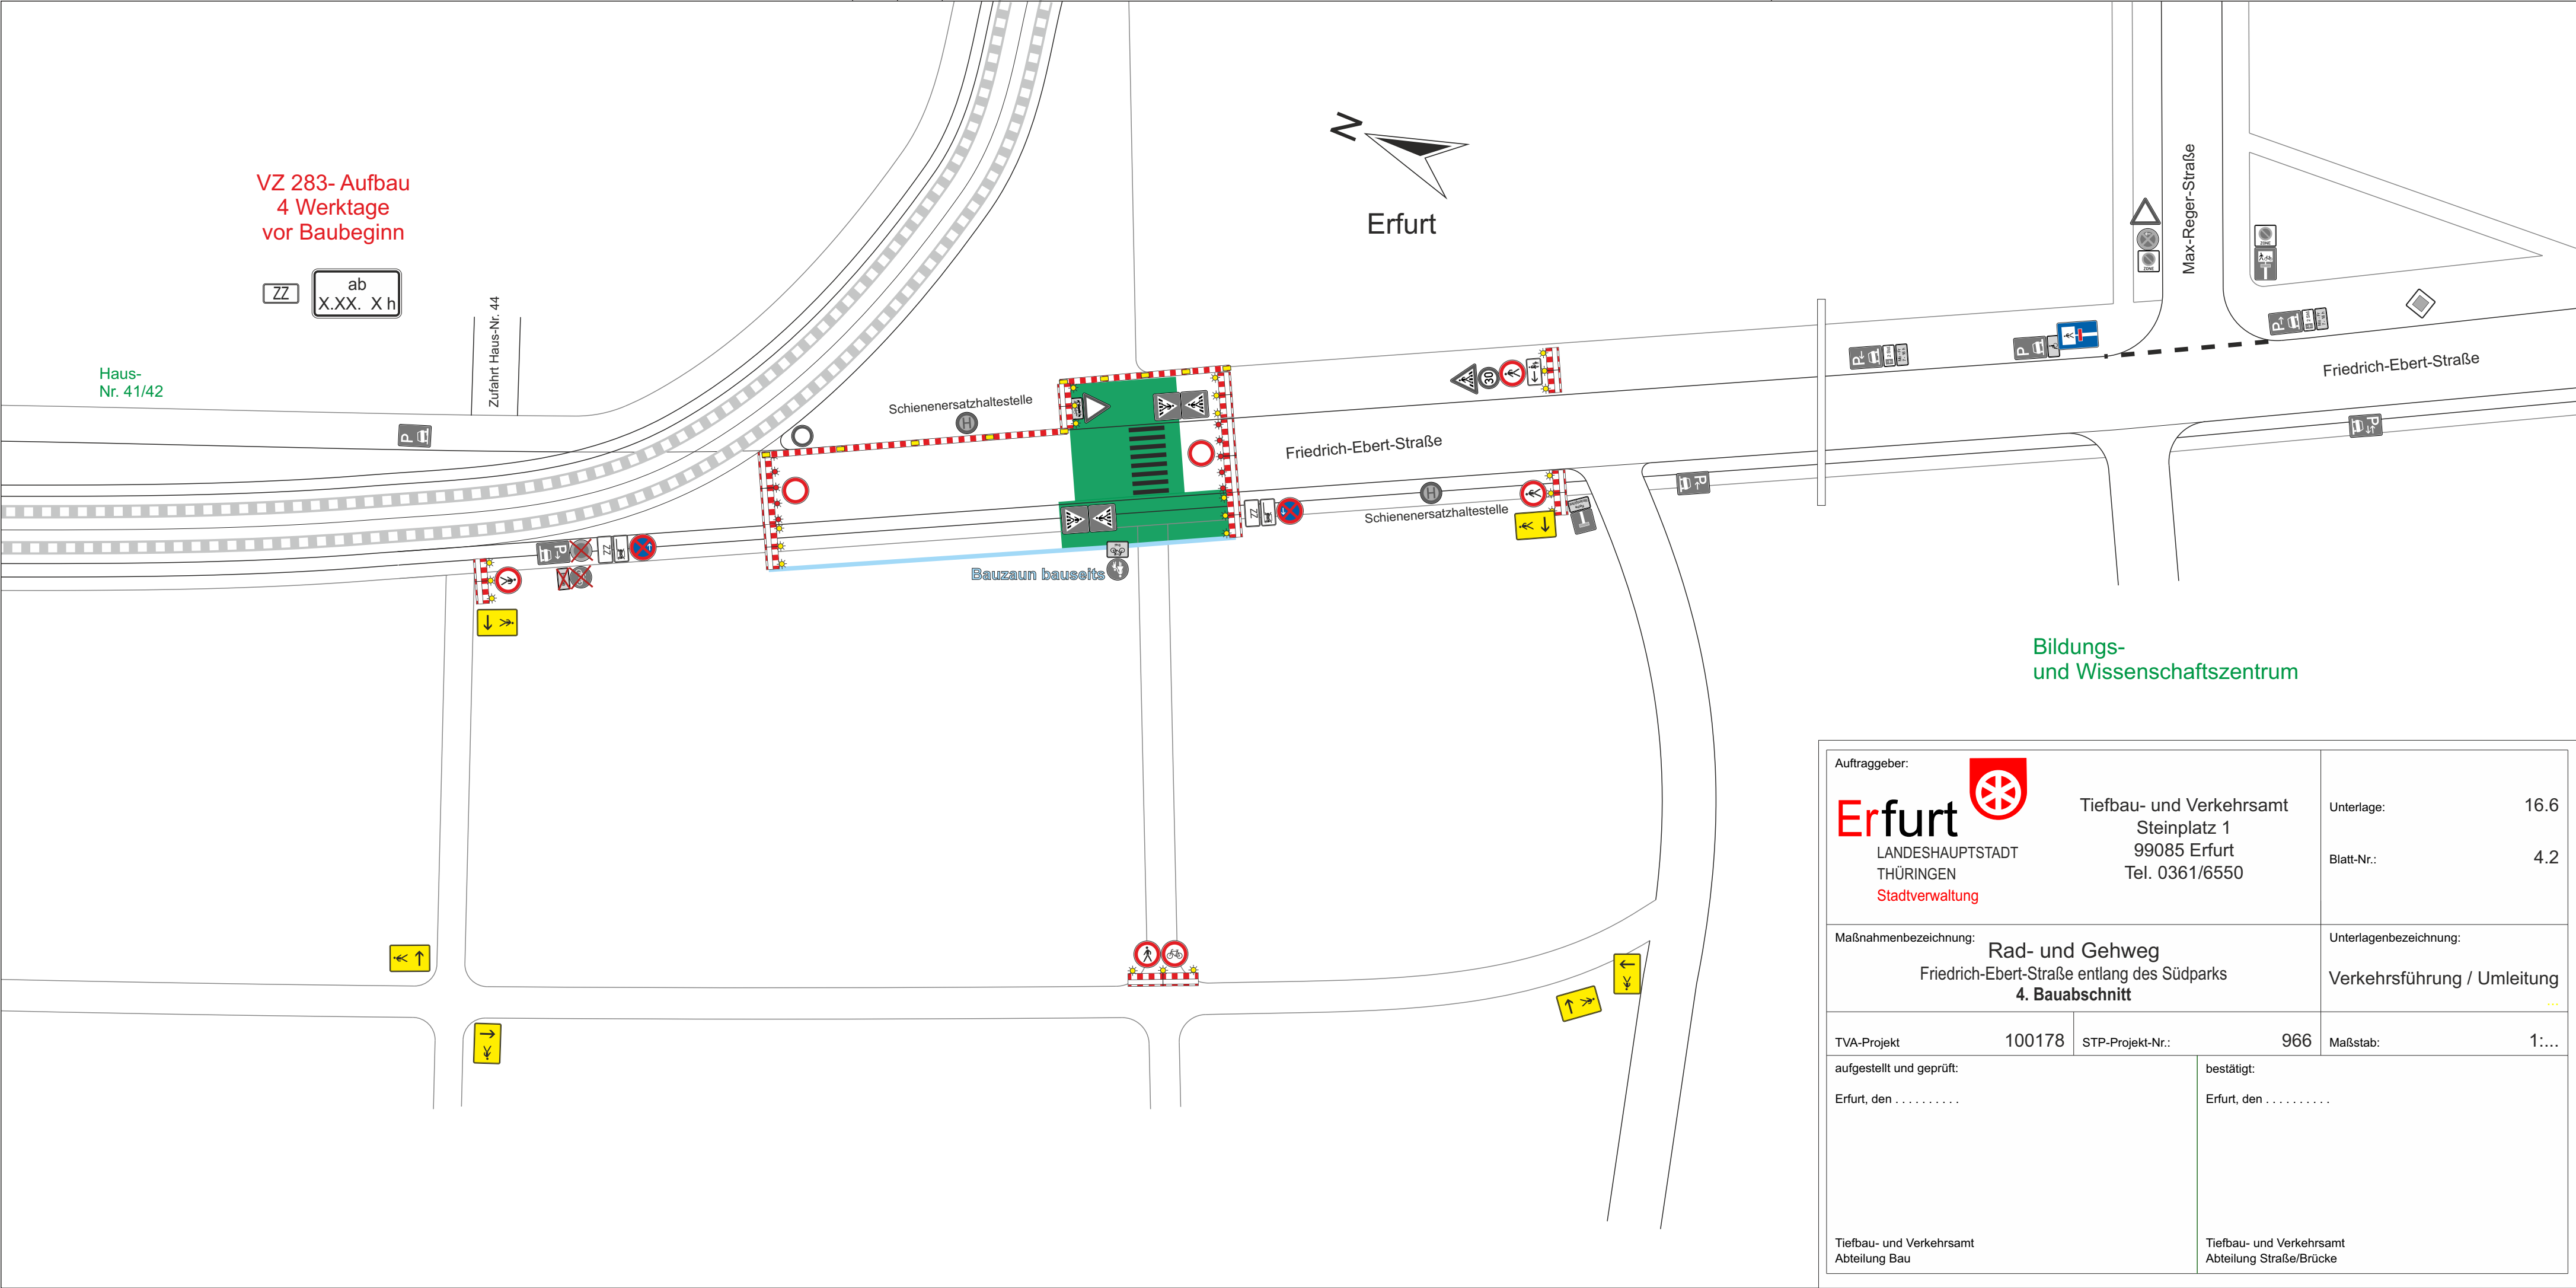 VZ 283- Aufbau
4 Werktage
vor Baubeginn
ZZ
ab
X.XX. X h
Haus-
Nr. 41/42
Zufahrt Haus-Nr. 44
P
N
Erfurt
Schienenersatzhaltestelle
H
Friedrich-Ebert-Straße
30
ZZ
H
Schienenersatzhaltestelle
P
ZZ
Bauzaun bauseits
P
P
P
Max-Reger-Straße
ZONE
ZONE
P
Friedrich-Ebert-Straße
P
Bildungs-
und Wissenschaftszentrum
Auftraggeber:
Erfurt
LANDESHAUPTSTADT
THÜRINGEN
Stadtverwaltung
Tiefbau- und Verkehrsamt
Steinplatz 1
99085 Erfurt
Tel. 0361/6550
Unterlage: 16.6
Blatt-Nr.: 4.2
Maßnahmenbezeichnung:
Rad- und Gehweg
Friedrich-Ebert-Straße entlang des Südparks
4. Bauabschnitt
Unterlagenbezeichnung:
Verkehrsführung / Umleitung
...
TVA-Projekt 100178
STP-Projekt-Nr.: 966
Maßstab: 1:...
aufgestellt und geprüft:
Erfurt, den . . . . . . . . . .
Tiefbau- und Verkehrsamt
Abteilung Bau
bestätigt:
Erfurt, den . . . . . . . . . .
Tiefbau- und Verkehrsamt
Abteilung Straße/Brücke